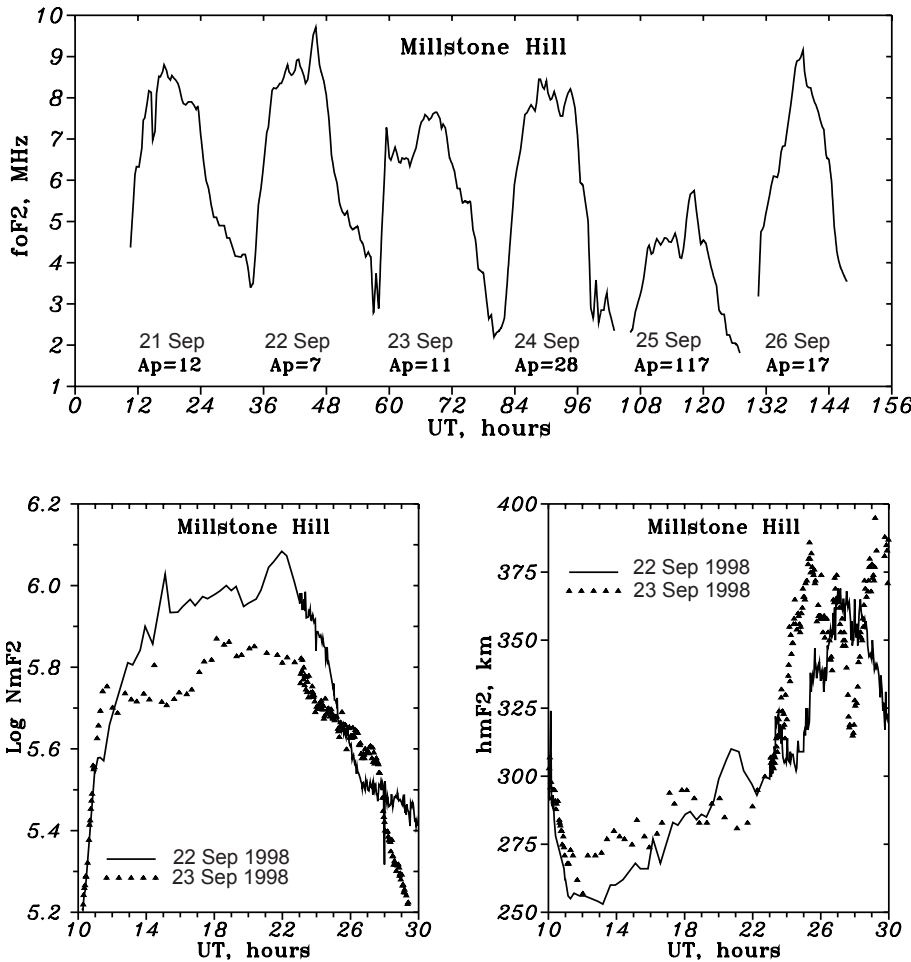 10
9
8
7
6
5
4
3
2
1
foF2, MHz
Millstone Hill
21 Sep 22 Sep 23 Sep 24 Sep 25 Sep 26 Sep
Ap=12 Ap=7 Ap=11 Ap=28 Ap=117 Ap=17
0 12 24 36 48 60 72 84 96 108 120 132 144 156
UT, hours
6.2
6.0
5.8
5.6
5.4
5.2
Log NmF2
Millstone Hill
22 Sep 1998
23 Sep 1998
10 14 18 22 26 30
UT, hours
400
375
350
325
300
275
250
hmF2, km
Millstone Hill
22 Sep 1998
23 Sep 1998
10 14 18 22 26 30
UT, hours